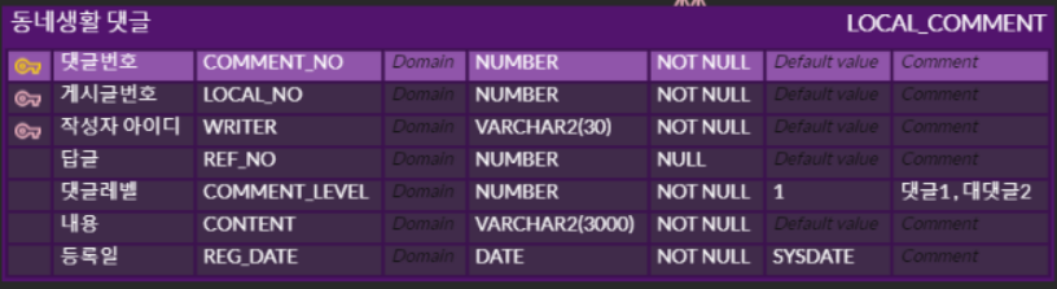 동네생활 댓글 LOCAL_COMMENT
댓글번호 COMMENT_NO Domain NUMBER NOT NULL Default value Comment
게시글번호 LOCAL_NO Domain NUMBER NOT NULL Default value Comment
작성자 아이디 WRITER Domain VARCHAR2(30) NOT NULL Default value Comment
답글 REF_NO Domain NUMBER NULL Default value Comment
댓글레벨 COMMENT_LEVEL Domain NUMBER NOT NULL 1 댓글1,대댓글2
내용 CONTENT Domain VARCHAR2(3000) NOT NULL Default value Comment
등록일 REG_DATE Domain DATE NOT NULL SYSDATE Comment